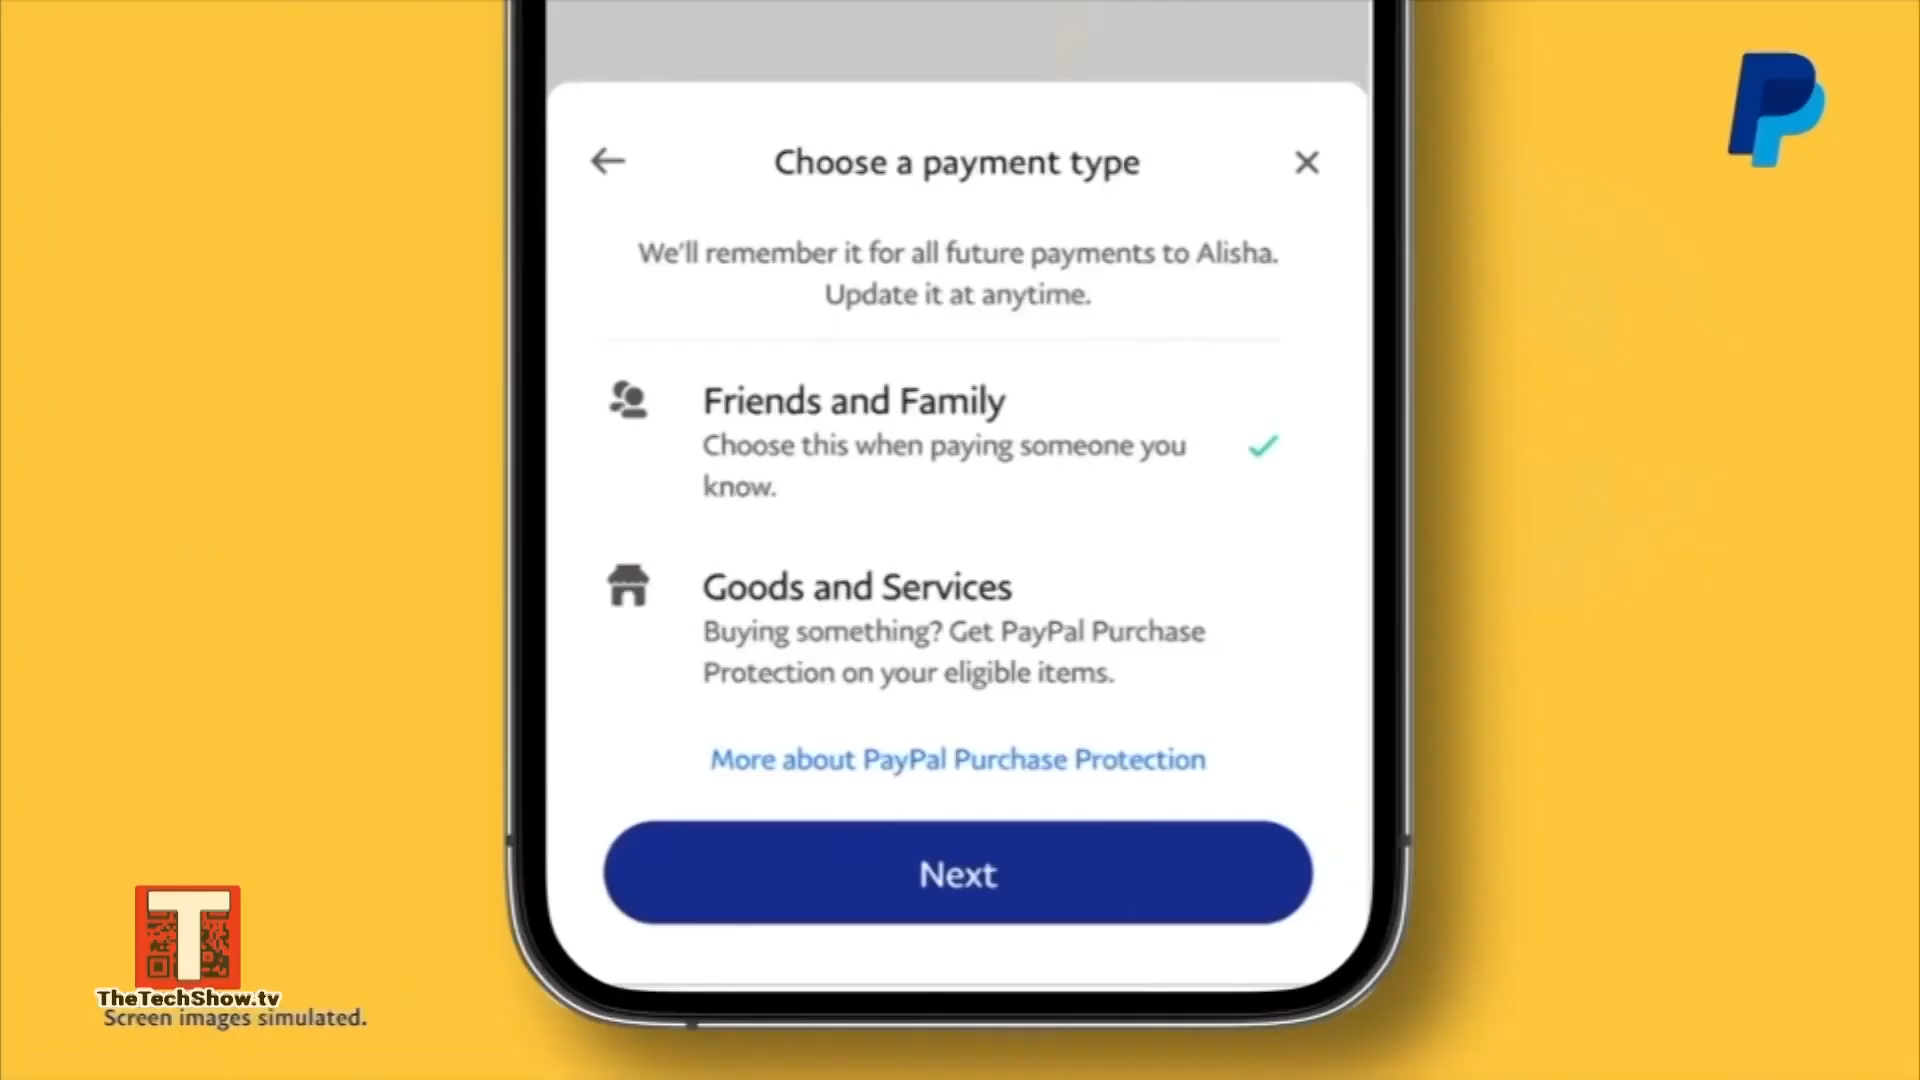 Choose a payment type
We'll remember it for all future payments to Alisha.
Update it at anytime.
Friends and Family
Choose this when paying someone you
know.
Goods and Services
Buying something? Get PayPal Purchase
Protection on your eligible items.
More about PayPal Purchase Protection
Next
T
TheTechShow.tv
Screen images simulated.